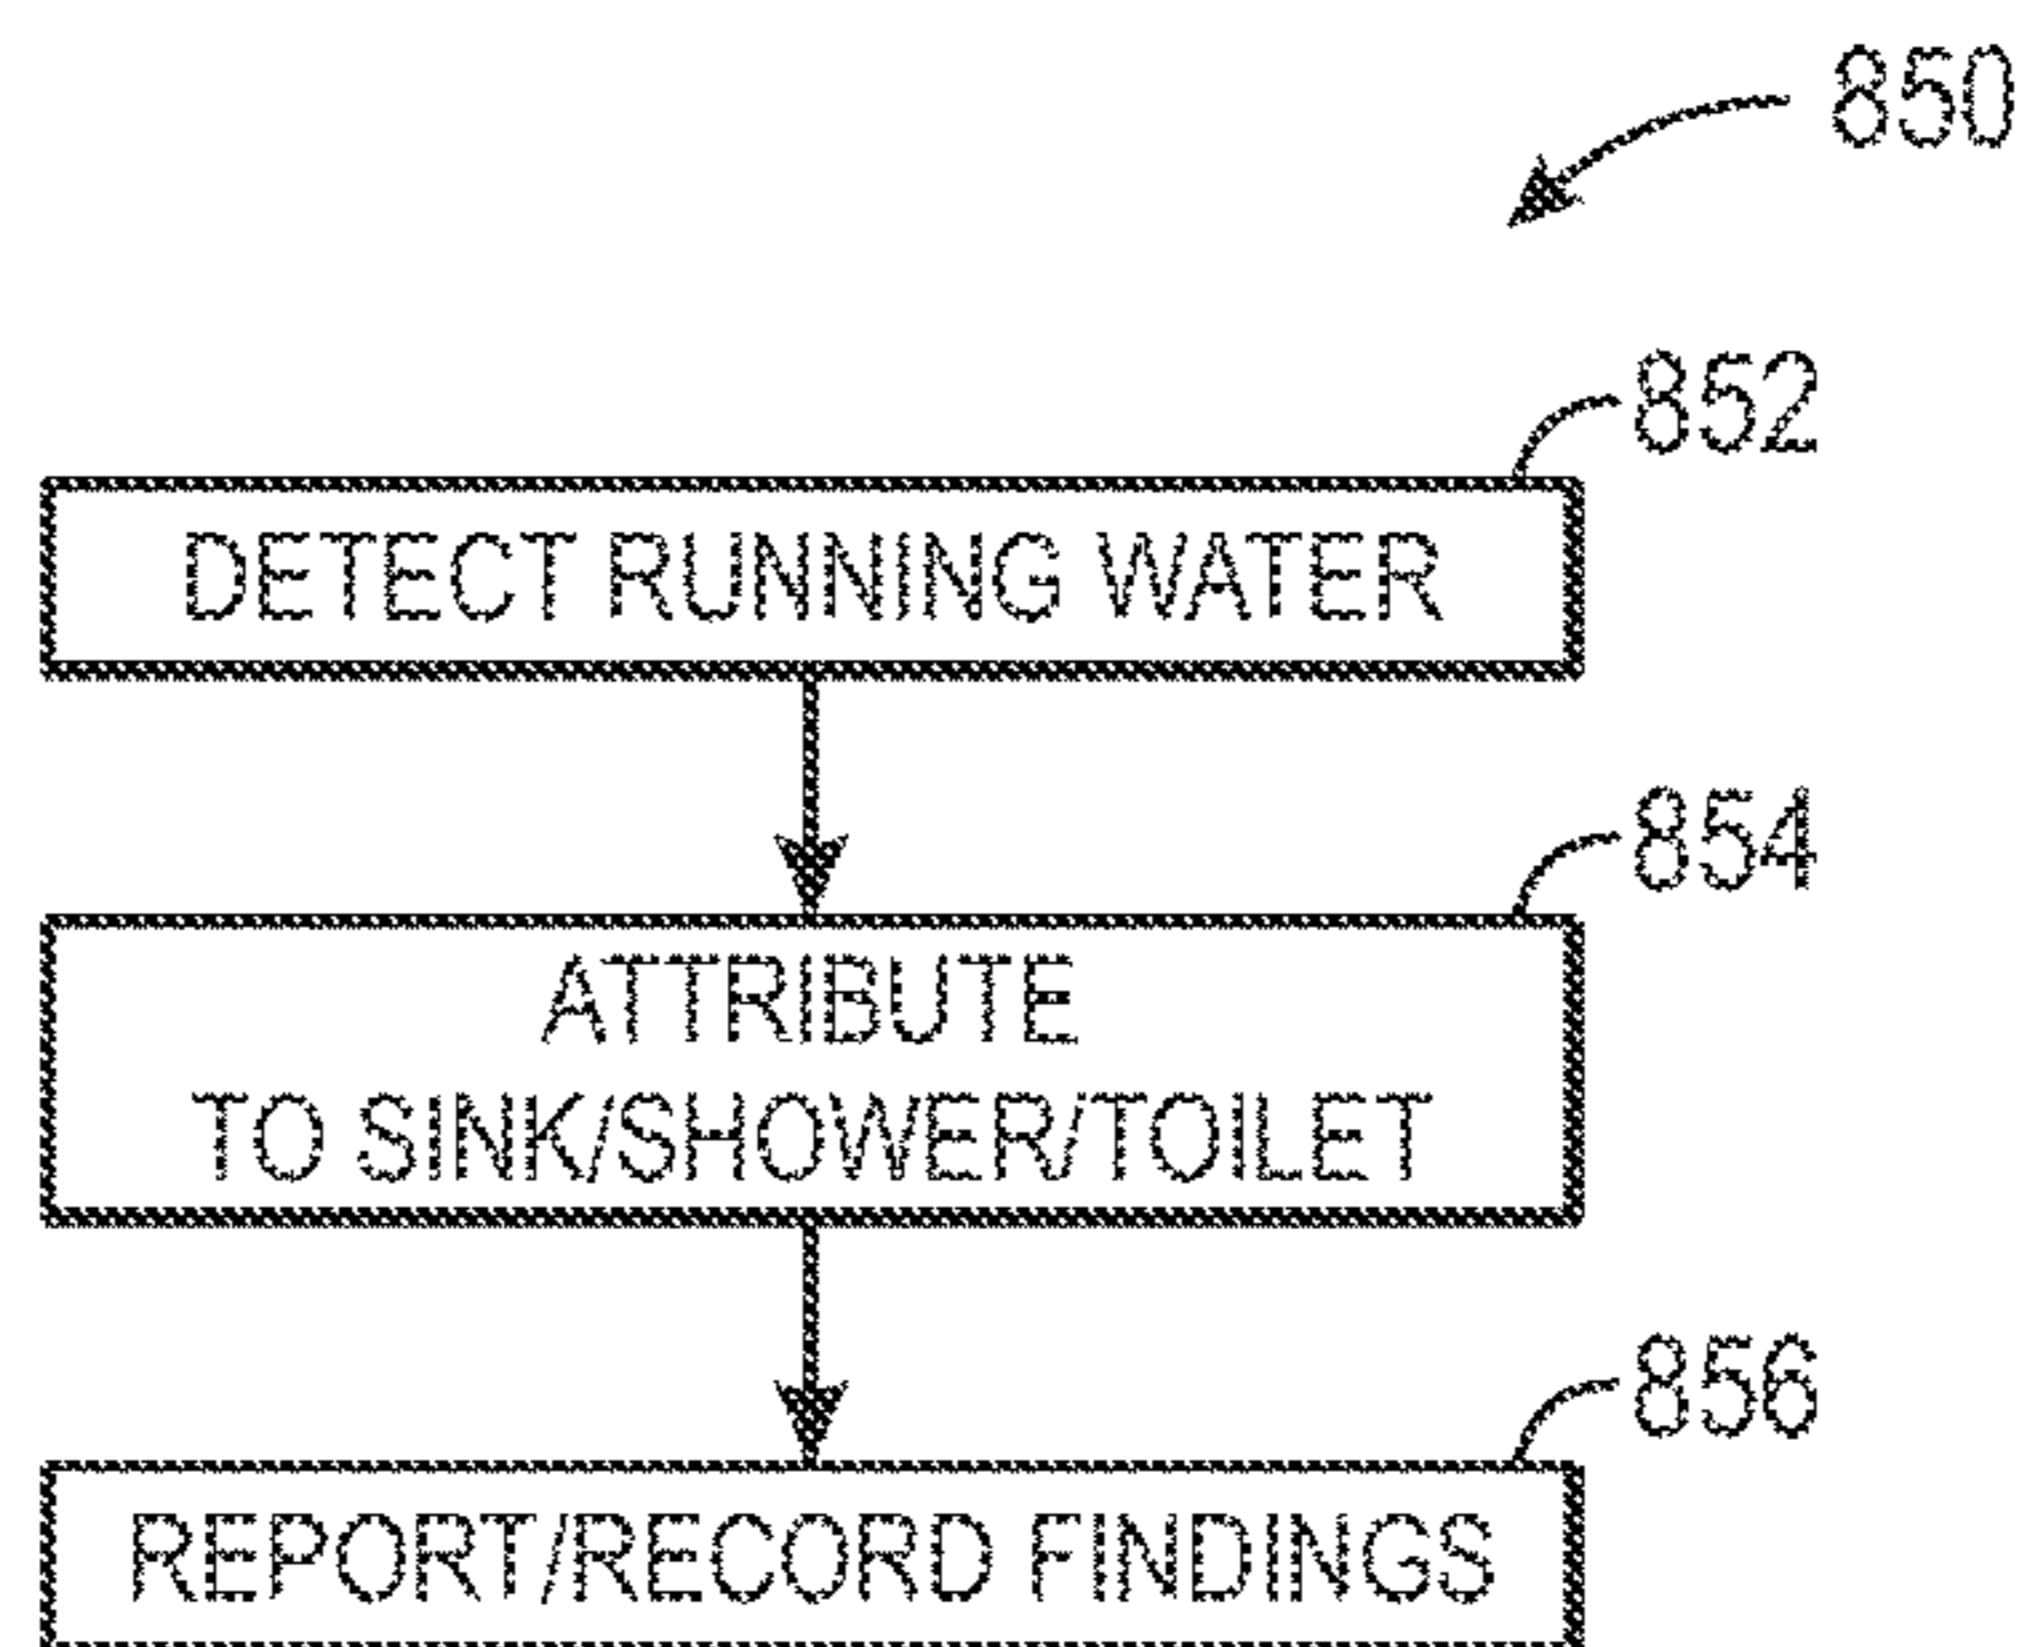 850
852
DETECT RUNNING WATER
854
ATTRIBUTE
TO SINK/SHOWER/TOILET
856
REPORT/RECORD FINDINGS